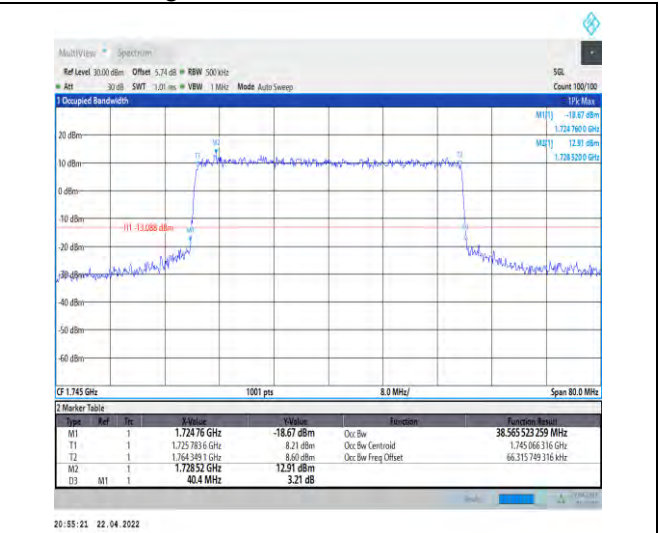 MultiView Spectrum
Ref Level 30.00 dBm Offset 5.74 dB RBW 500 kHz SGL
Att 30 dB SWT 1.01 ms VBW 1 MHz Mode Auto Sweep Count 100/100
1 Occupied Bandwidth 1Pk Max
M1[1] -18.67 dBm
1.724 760 0 GHz
M2[1] 12.91 dBm
1.728 520 0 GHz
20 dBm
M2
T1 T2
10 dBm
0 dBm
-10 dBm
H1 -13.088 dBm M1
-20 dBm
-30 dBm
-40 dBm
-50 dBm
-60 dBm
CF 1.745 GHz 1001 pts 8.0 MHz/ Span 80.0 MHz
2 Marker Table
Type Ref Trc X-Value Y-Value Function Function Result
M1 1 1.724 76 GHz -18.67 dBm Occ Bw 38.565 523 259 MHz
T1 1 1.725 783 6 GHz 8.21 dBm Occ Bw Centroid 1.745 066 316 GHz
T2 1 1.764 349 1 GHz 8.60 dBm Occ Bw Freq Offset 66.315 749 316 kHz
M2 1 1.728 52 GHz 12.91 dBm
D3 M1 1 40.4 MHz 3.21 dB
20:55:21 22.04.2022